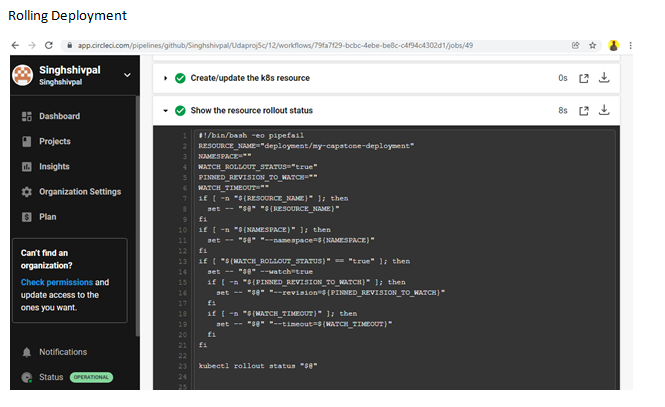 Rolling Deployment
app.circleci.com/pipelines/github/Singhshivpal/Udaproj5c/12/workflows/79fa7f29-bcbc-4ebe-be8c-c4f94c4302d1/jobs/49
Singhshivpal
Singhshivpal
Dashboard
Projects
Insights
Organization Settings
Plan
Can't find an
organization?
Check permissions and
update access to the
ones you want.
Notifications
Status OPERATIONAL
Create/update the k8s resource 0s
Show the resource rollout status 8s
1 #!/bin/bash -eo pipefail
2 RESOURCE_NAME="deployment/my-capstone-deployment"
3 NAMESPACE=""
4 WATCH_ROLLOUT_STATUS="true"
5 PINNED_REVISION_TO_WATCH=""
6 WATCH_TIMEOUT=""
7 if [ -n "${RESOURCE_NAME}" ]; then
8 set -- "$@" "${RESOURCE_NAME}"
9 fi
10 if [ -n "${NAMESPACE}" ]; then
11 set -- "$@" "--namespace=${NAMESPACE}"
12 fi
13 if [ "${WATCH_ROLLOUT_STATUS}" == "true" ]; then
14 set -- "$@" --watch=true
15 if [ -n "${PINNED_REVISION_TO_WATCH}" ]; then
16 set -- "$@" "--revision=${PINNED_REVISION_TO_WATCH}"
17 fi
18 if [ -n "${WATCH_TIMEOUT}" ]; then
19 set -- "$@" "--timeout=${WATCH_TIMEOUT}"
20 fi
21 fi
22
23 kubectl rollout status "$@"
24
25